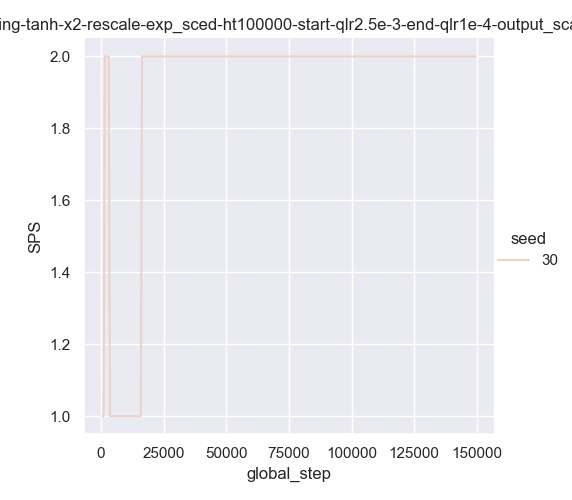 ing-tanh-x2-rescale-exp_sced-ht100000-start-qlr2.5e-3-end-qlr1e-4-output_sca
2.0
1.8
1.6
1.4
1.2
1.0
SPS
seed
30
0 25000 50000 75000 100000 125000 150000
global_step